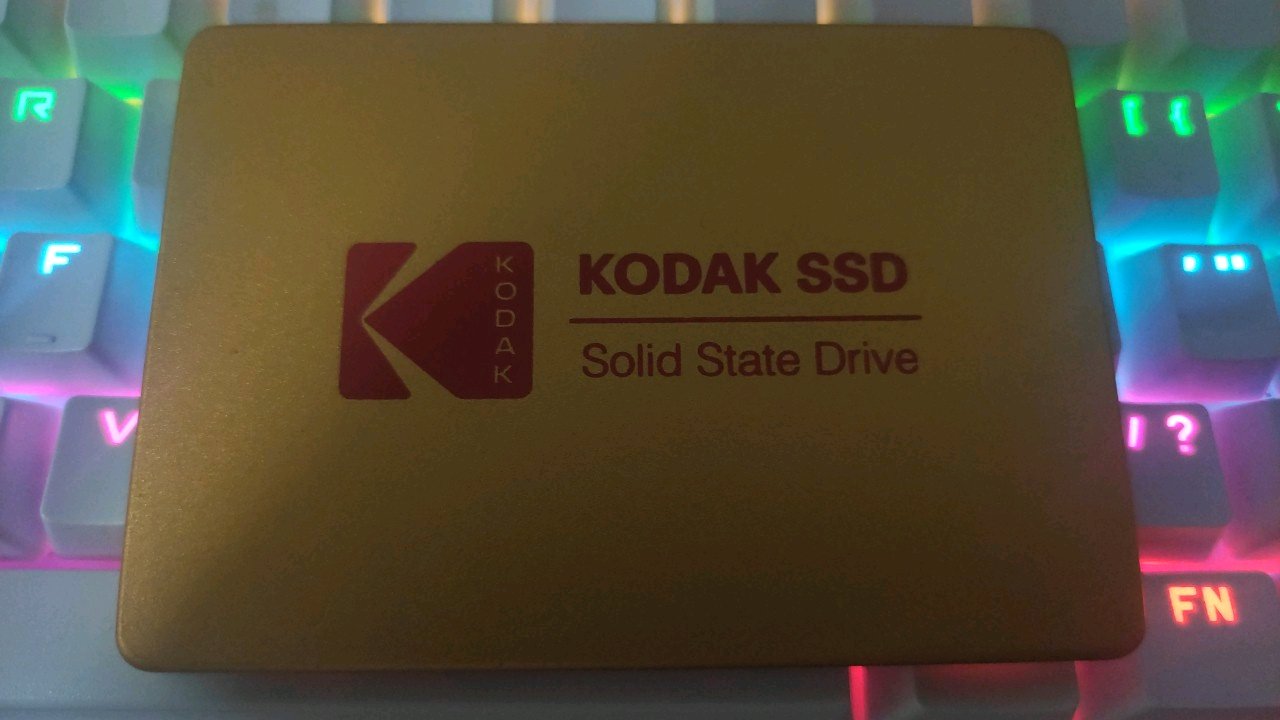 R
{ [
F
" '
V
KODAK
KODAK SSD
Solid State Drive
?
FN